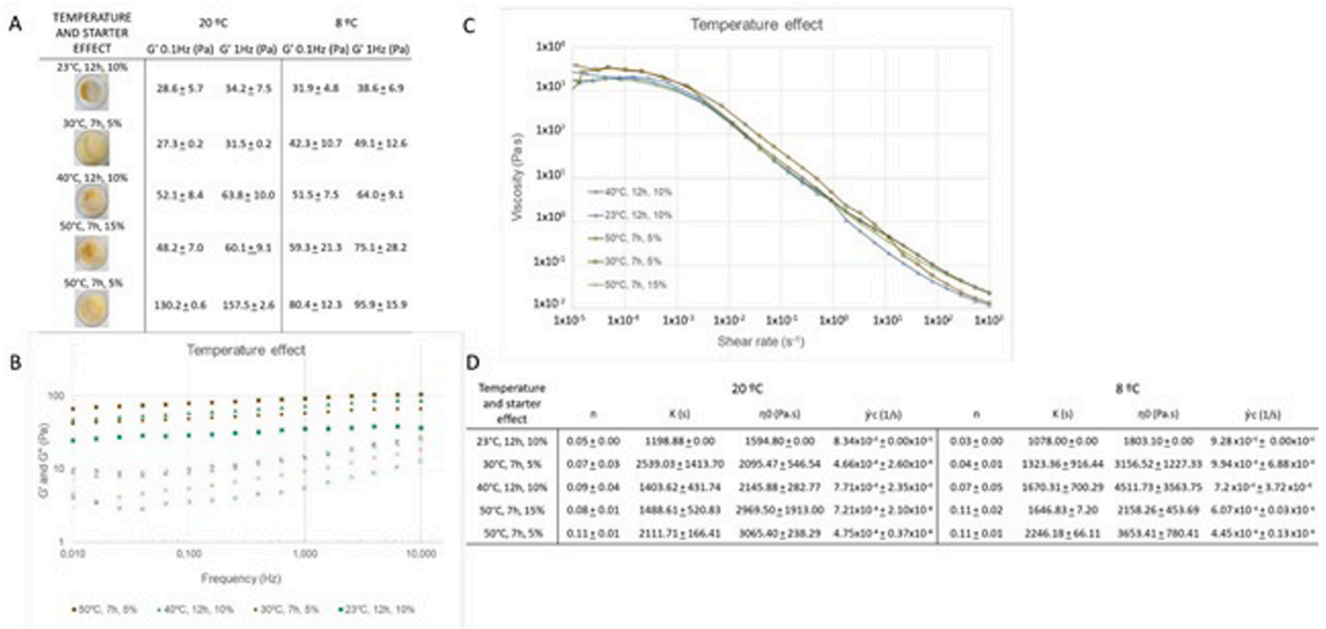 A
TEMPERATURE AND STARTER EFFECT
20 ºC
8 ºC
G' 0.1Hz (Pa) G' 1Hz (Pa) G' 0.1Hz (Pa) G' 1Hz (Pa)
23°C, 12h, 10%
28.6±5.7 34.2±7.5 31.9±4.8 38.6±6.9
30°C, 7h, 5%
27.3±0.2 31.5±0.2 42.3±10.7 49.1±12.6
40°C, 12h, 10%
52.1±8.4 63.8±10.0 51.5±7.5 64.0±9.1
50°C, 7h, 15%
48.2±7.0 60.1±9.1 59.3±21.3 75.1±28.2
50°C, 7h, 5%
130.2±0.6 157.5±2.6 80.4±12.3 95.9±15.9
B
Temperature effect
G' and G" (Pa)
100
10
1
0,010 0,100 1,000 10,000
Frequency (Hz)
50°C, 7h, 5% 40°C, 12h, 10% 30°C, 7h, 5% 23°C, 12h, 10%
C
Temperature effect
Viscosity (Pa s)
40°C, 12h, 10%
23°C, 12h, 10%
50°C, 7h, 5%
30°C, 7h, 5%
50°C, 7h, 15%
Shear rate (s⁻¹)
D
Temperature and starter effect
20 ºC
8 ºC
n K (s) η0 (Pa.s) ẏc (1/s) n K (s) η0 (Pa.s) ẏc (1/s)
23°C, 12h, 10% 0.05±0.00 1198.88±0.00 1594.80±0.00 0.03±0.00 1078.00±0.00 1803.10±0.00
30°C, 7h, 5% 0.07±0.03 2539.03±1413.70 2095.47±546.54 0.04±0.01 1323.36±916.44 3156.52±1227.33
40°C, 12h, 10% 0.09±0.04 1403.62±431.74 2145.88±282.77 0.07±0.05 1670.31±700.29 4511.73±3563.75
50°C, 7h, 15% 0.08±0.01 1488.61±520.83 2969.50±1913.00 0.11±0.02 1646.83±7.20 2158.26±453.69
50°C, 7h, 5% 0.11±0.01 2111.71±166.41 3065.40±238.29 0.11±0.01 2246.18±66.11 3653.41±780.41